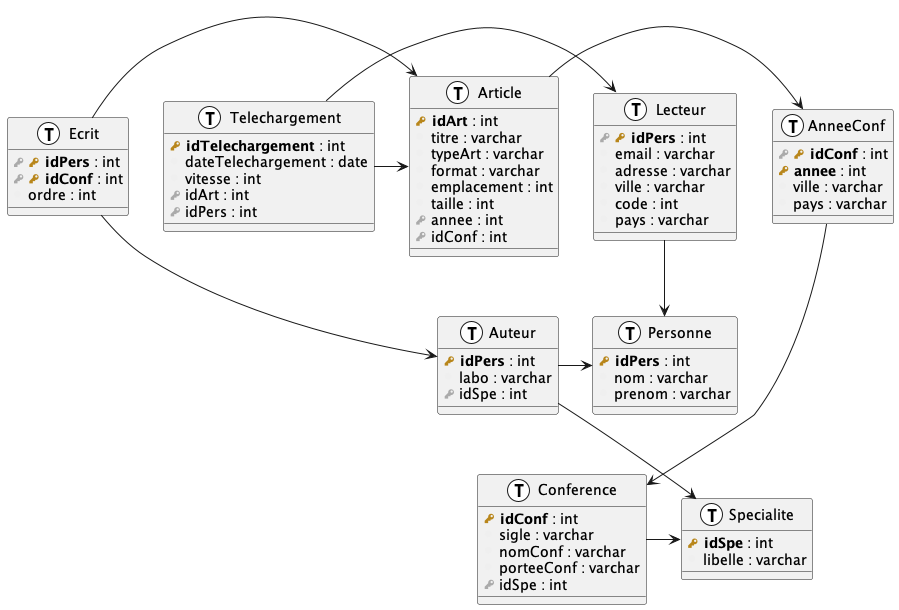 T Ecrit
idPers : int
idConf : int
ordre : int
T Telechargement
idTelechargement : int
dateTelechargement : date
vitesse : int
idArt : int
idPers : int
T Article
idArt : int
titre : varchar
typeArt : varchar
format : varchar
emplacement : int
taille : int
annee : int
idConf : int
T Lecteur
idPers : int
email : varchar
adresse : varchar
ville : varchar
code : int
pays : varchar
T AnneeConf
idConf : int
annee : int
ville : varchar
pays : varchar
T Auteur
idPers : int
labo : varchar
idSpe : int
T Personne
idPers : int
nom : varchar
prenom : varchar
T Conference
idConf : int
sigle : varchar
nomConf : varchar
porteeConf : varchar
idSpe : int
T Specialite
idSpe : int
libelle : varchar